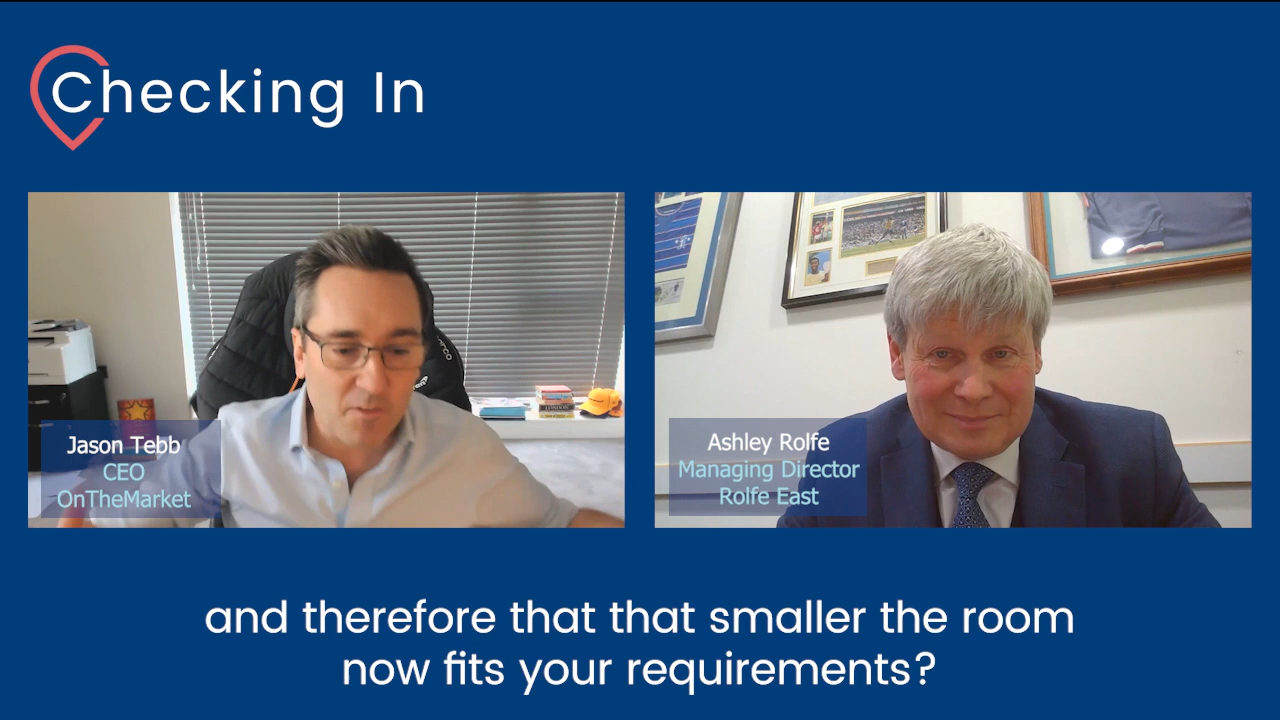 Checking In
Jason Tebb
CEO
OnTheMarket
Ashley Rolfe
Managing Director
Rolfe East
and therefore that that smaller the room
now fits your requirements?